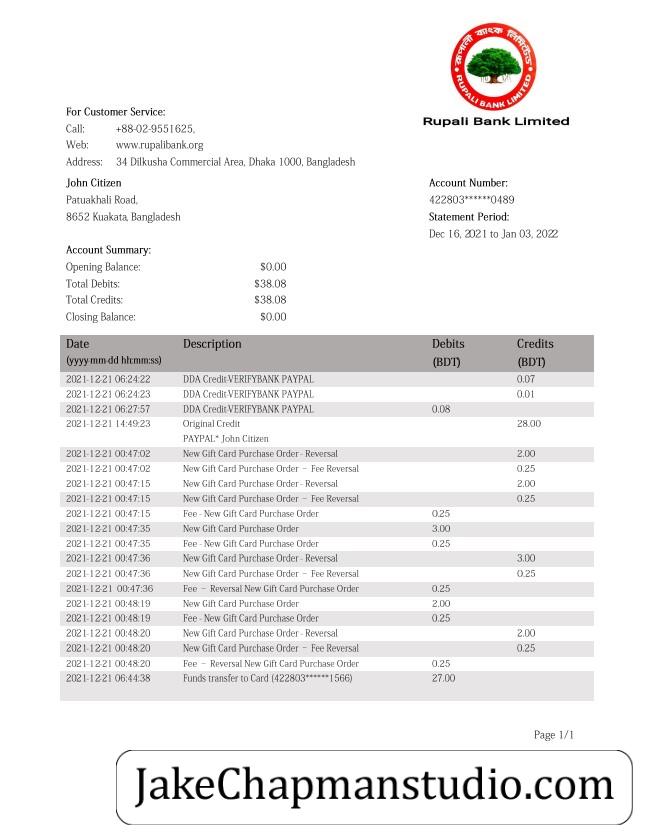 রূপালী ব্যাংক লিমিটেড
RUPALI BANK LIMITED
Rupali Bank Limited
For Customer Service:
Call: +88-02-9551625,
Web: www.rupalibank.org
Address: 34 Dilkusha Commercial Area, Dhaka 1000, Bangladesh
John Citizen Account Number:
Patuakhali Road, 422803******0489
8652 Kuakata, Bangladesh Statement Period:
Dec 16, 2021 to Jan 03, 2022
Account Summary:
Opening Balance: $0.00
Total Debits: $38.08
Total Credits: $38.08
Closing Balance: $0.00
Date Description Debits Credits
(yyyy-mm-dd hh:mm:ss) (BDT) (BDT)
2021-12-21 06:24:22 DDA Credit-VERIFYBANK PAYPAL 0.07
2021-12-21 06:24:23 DDA Credit-VERIFYBANK PAYPAL 0.01
2021-12-21 06:27:57 DDA Credit-VERIFYBANK PAYPAL 0.08
2021-12-21 14:49:23 Original Credit 28.00
PAYPAL* John Citizen
2021-12-21 00:47:02 New Gift Card Purchase Order - Reversal 2.00
2021-12-21 00:47:02 New Gift Card Purchase Order – Fee Reversal 0.25
2021-12-21 00:47:15 New Gift Card Purchase Order - Reversal 2.00
2021-12-21 00:47:15 New Gift Card Purchase Order – Fee Reversal 0.25
2021-12-21 00:47:15 Fee - New Gift Card Purchase Order 0.25
2021-12-21 00:47:35 New Gift Card Purchase Order 3.00
2021-12-21 00:47:35 Fee - New Gift Card Purchase Order 0.25
2021-12-21 00:47:36 New Gift Card Purchase Order - Reversal 3.00
2021-12-21 00:47:36 New Gift Card Purchase Order – Fee Reversal 0.25
2021-12-21 00:47:36 Fee – Reversal New Gift Card Purchase Order 0.25
2021-12-21 00:48:19 New Gift Card Purchase Order 2.00
2021-12-21 00:48:19 Fee - New Gift Card Purchase Order 0.25
2021-12-21 00:48:20 New Gift Card Purchase Order - Reversal 2.00
2021-12-21 00:48:20 New Gift Card Purchase Order – Fee Reversal 0.25
2021-12-21 00:48:20 Fee – Reversal New Gift Card Purchase Order 0.25
2021-12-21 06:44:38 Funds transfer to Card (422803******1566) 27.00
Page 1/1
JakeChapmanstudio.com